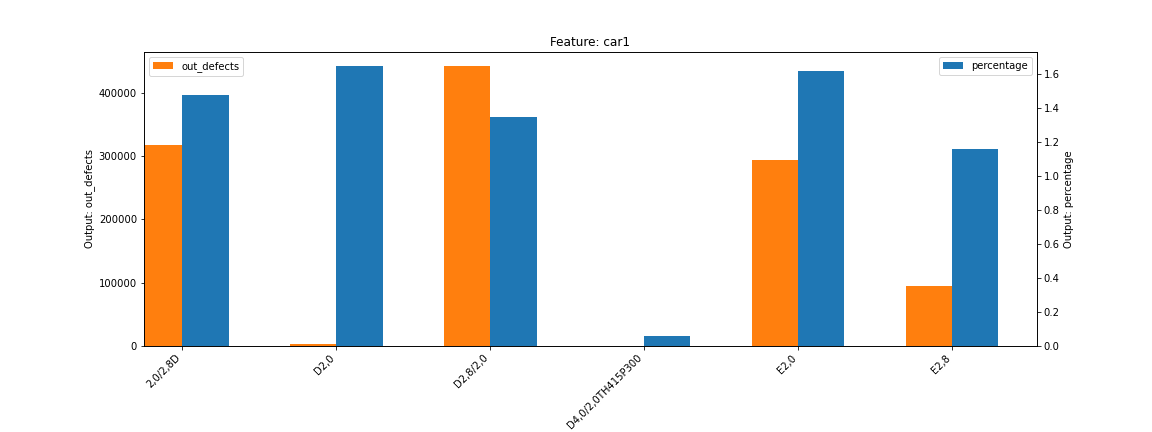 Feature: car1
out_defects
percentage
Output: out_defects
400000
300000
200000
100000
0
1.6
1.4
1.2
1.0
0.8
0.6
0.4
0.2
0.0
Output: percentage
2,0/2,8D
D2,0
D2,8/2,0
D4,0/2,0TH415P300
E2,0
E2,8